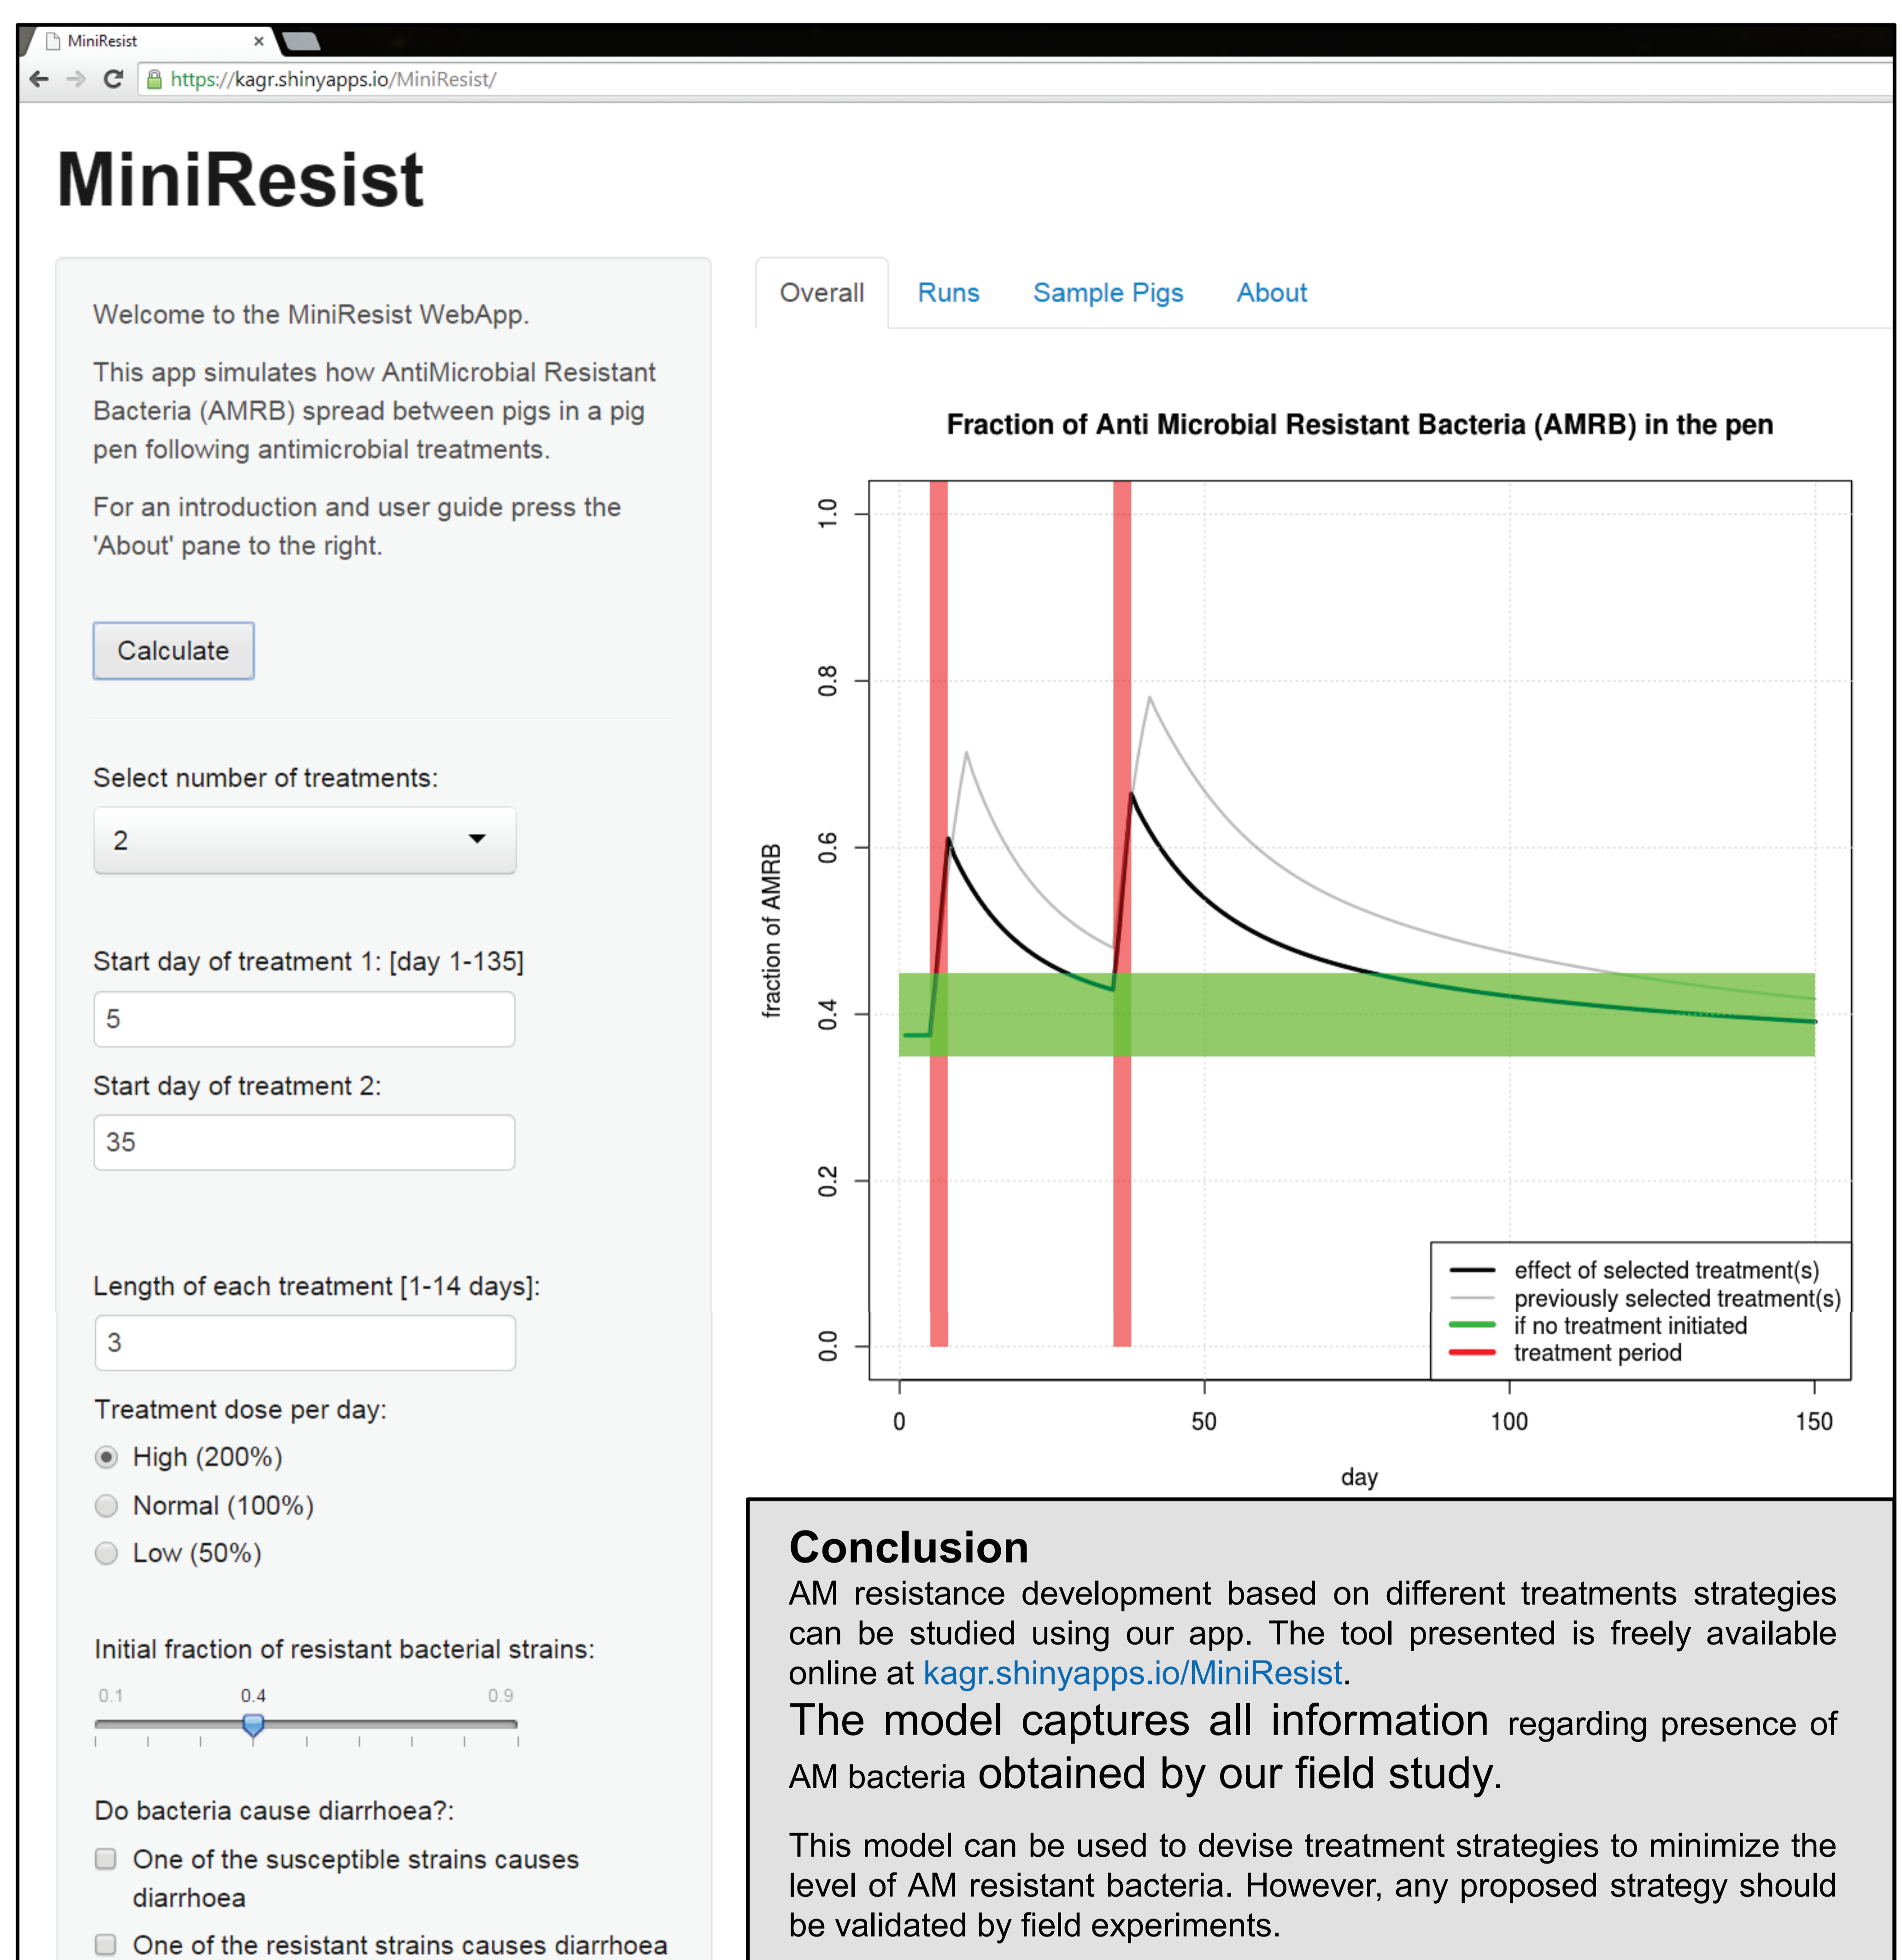 MiniResist
https://kagr.shinyapps.io/MiniResist/
MiniResist
Welcome to the MiniResist WebApp.
This app simulates how AntiMicrobial Resistant
Bacteria (AMRB) spread between pigs in a pig
pen following antimicrobial treatments.
For an introduction and user guide press the
'About' pane to the right.
Calculate
Select number of treatments:
2
Start day of treatment 1: [day 1-135]
5
Start day of treatment 2:
35
Length of each treatment [1-14 days]:
3
Treatment dose per day:
High (200%)
Normal (100%)
Low (50%)
Initial fraction of resistant bacterial strains:
0.1 0.4 0.9
Do bacteria cause diarrhoea?:
One of the susceptible strains causes
diarrhoea
One of the resistant strains causes diarrhoea
Overall Runs Sample Pigs About
Fraction of Anti Microbial Resistant Bacteria (AMRB) in the pen
1.0
0.8
0.6
0.4
0.2
0.0
fraction of AMRB
effect of selected treatment(s)
previously selected treatment(s)
if no treatment initiated
treatment period
0 50 100 150
day
Conclusion
AM resistance development based on different treatments strategies
can be studied using our app. The tool presented is freely available
online at kagr.shinyapps.io/MiniResist.
The model captures all information regarding presence of
AM bacteria obtained by our field study.
This model can be used to devise treatment strategies to minimize the
level of AM resistant bacteria. However, any proposed strategy should
be validated by field experiments.